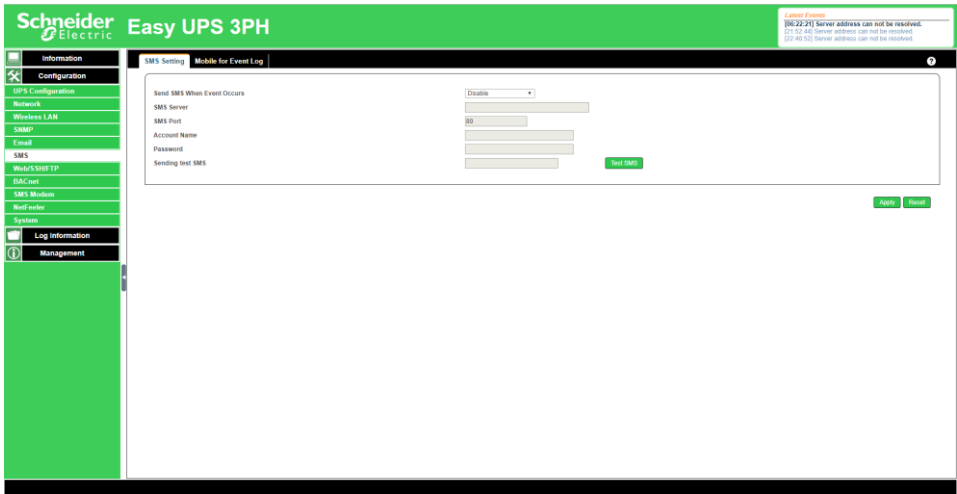 Schneider
Electric
Easy UPS 3PH
Latest Events
[06:22:21] Server address can not be resolved.
[21:52:44] Server address can not be resolved.
[22:40:52] Server address can not be resolved.
Information
Configuration
UPS Configuration
Network
Wireless LAN
SNMP
Email
SMS
Web/SSH/FTP
BACnet
SMS Modem
NetFeeler
System
Log Information
Management
SMS Setting
Mobile for Event Log
?
Send SMS When Event Occurs
Disable
SMS Server
SMS Port
80
Account Name
Password
Sending test SMS
Test SMS
Apply
Reset